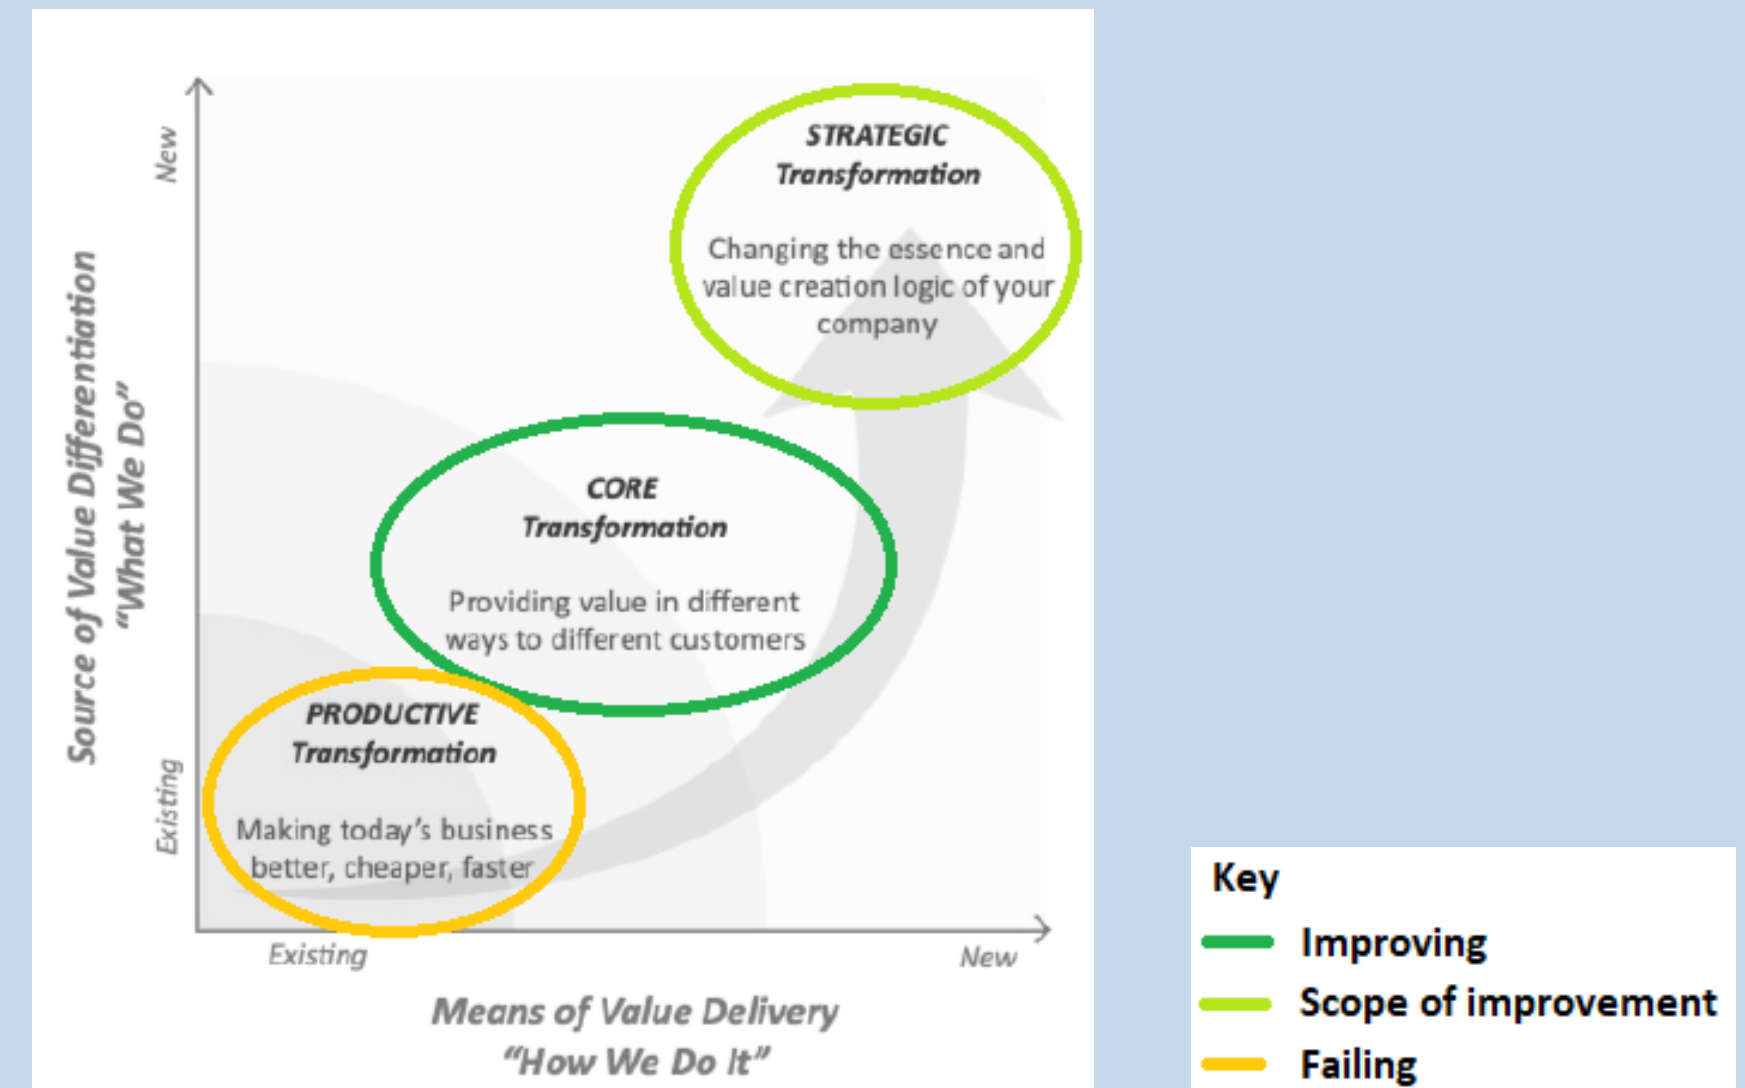 New
Source of Value Differentiation
“What We Do”
Existing
STRATEGIC
Transformation
Changing the essence and
value creation logic of your
company
CORE
Transformation
Providing value in different
ways to different customers
PRODUCTIVE
Transformation
Making today’s business
better, cheaper, faster
Existing
New
Means of Value Delivery
“How We Do It”
Key
Improving
Scope of improvement
Failing